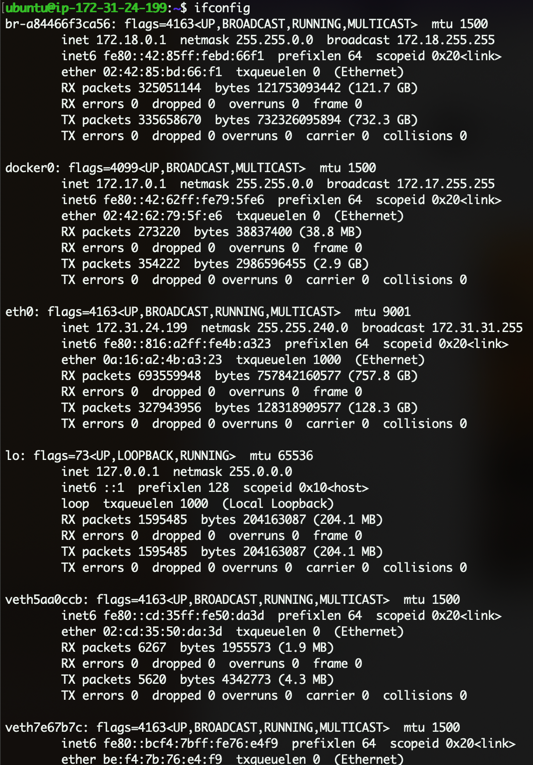 [ubuntu@ip-172-31-24-199:~$ ifconfig
br-a84466f3ca56: flags=4163<UP,BROADCAST,RUNNING,MULTICAST>  mtu 1500
        inet 172.18.0.1  netmask 255.255.0.0  broadcast 172.18.255.255
        inet6 fe80::42:85ff:febd:66f1  prefixlen 64  scopeid 0x20<link>
        ether 02:42:85:bd:66:f1  txqueuelen 0  (Ethernet)
        RX packets 325051144  bytes 121753093442 (121.7 GB)
        RX errors 0  dropped 0  overruns 0  frame 0
        TX packets 335658670  bytes 732326095894 (732.3 GB)
        TX errors 0  dropped 0 overruns 0  carrier 0  collisions 0

docker0: flags=4099<UP,BROADCAST,MULTICAST>  mtu 1500
        inet 172.17.0.1  netmask 255.255.0.0  broadcast 172.17.255.255
        inet6 fe80::42:62ff:fe79:5fe6  prefixlen 64  scopeid 0x20<link>
        ether 02:42:62:79:5f:e6  txqueuelen 0  (Ethernet)
        RX packets 273220  bytes 38837400 (38.8 MB)
        RX errors 0  dropped 0  overruns 0  frame 0
        TX packets 354222  bytes 2986596455 (2.9 GB)
        TX errors 0  dropped 0 overruns 0  carrier 0  collisions 0

eth0: flags=4163<UP,BROADCAST,RUNNING,MULTICAST>  mtu 9001
        inet 172.31.24.199  netmask 255.255.240.0  broadcast 172.31.31.255
        inet6 fe80::816:a2ff:fe4b:a323  prefixlen 64  scopeid 0x20<link>
        ether 0a:16:a2:4b:a3:23  txqueuelen 1000  (Ethernet)
        RX packets 693559948  bytes 757842160577 (757.8 GB)
        RX errors 0  dropped 0  overruns 0  frame 0
        TX packets 327943956  bytes 128318909577 (128.3 GB)
        TX errors 0  dropped 0 overruns 0  carrier 0  collisions 0

lo: flags=73<UP,LOOPBACK,RUNNING>  mtu 65536
        inet 127.0.0.1  netmask 255.0.0.0
        inet6 ::1  prefixlen 128  scopeid 0x10<host>
        loop  txqueuelen 1000  (Local Loopback)
        RX packets 1595485  bytes 204163087 (204.1 MB)
        RX errors 0  dropped 0  overruns 0  frame 0
        TX packets 1595485  bytes 204163087 (204.1 MB)
        TX errors 0  dropped 0 overruns 0  carrier 0  collisions 0

veth5aa0ccb: flags=4163<UP,BROADCAST,RUNNING,MULTICAST>  mtu 1500
        inet6 fe80::cd:35ff:fe50:da3d  prefixlen 64  scopeid 0x20<link>
        ether 02:cd:35:50:da:3d  txqueuelen 0  (Ethernet)
        RX packets 6267  bytes 1955573 (1.9 MB)
        RX errors 0  dropped 0  overruns 0  frame 0
        TX packets 5620  bytes 4342773 (4.3 MB)
        TX errors 0  dropped 0 overruns 0  carrier 0  collisions 0

veth7e67b7c: flags=4163<UP,BROADCAST,RUNNING,MULTICAST>  mtu 1500
        inet6 fe80::bcf4:7bff:fe76:e4f9  prefixlen 64  scopeid 0x20<link>
        ether be:f4:7b:76:e4:f9  txqueuelen 0  (Ethernet)